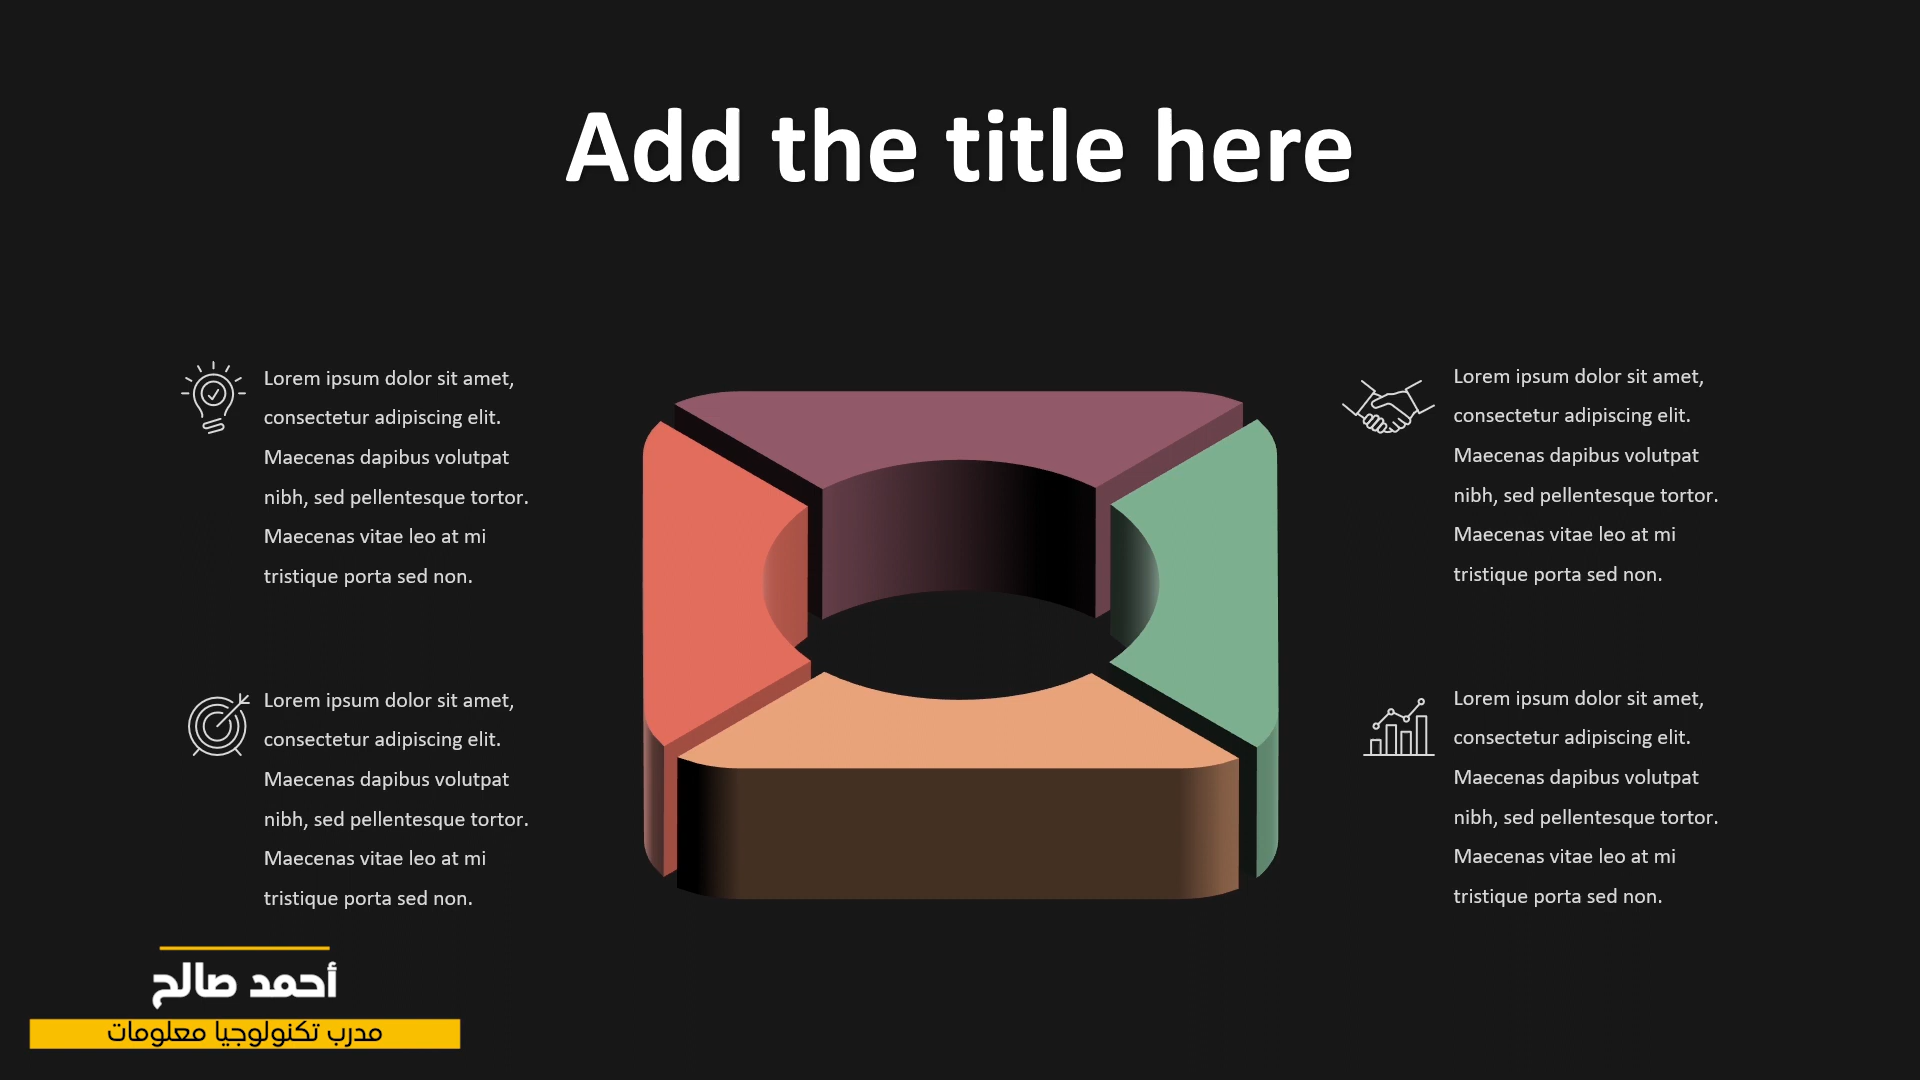 Add the title here
Lorem ipsum dolor sit amet,
consectetur adipiscing elit.
Maecenas dapibus volutpat
nibh, sed pellentesque tortor.
Maecenas vitae leo at mi
tristique porta sed non.
Lorem ipsum dolor sit amet,
consectetur adipiscing elit.
Maecenas dapibus volutpat
nibh, sed pellentesque tortor.
Maecenas vitae leo at mi
tristique porta sed non.
Lorem ipsum dolor sit amet,
consectetur adipiscing elit.
Maecenas dapibus volutpat
nibh, sed pellentesque tortor.
Maecenas vitae leo at mi
tristique porta sed non.
Lorem ipsum dolor sit amet,
consectetur adipiscing elit.
Maecenas dapibus volutpat
nibh, sed pellentesque tortor.
Maecenas vitae leo at mi
tristique porta sed non.
أحمد صالح
مدرب تكنولوجيا معلومات